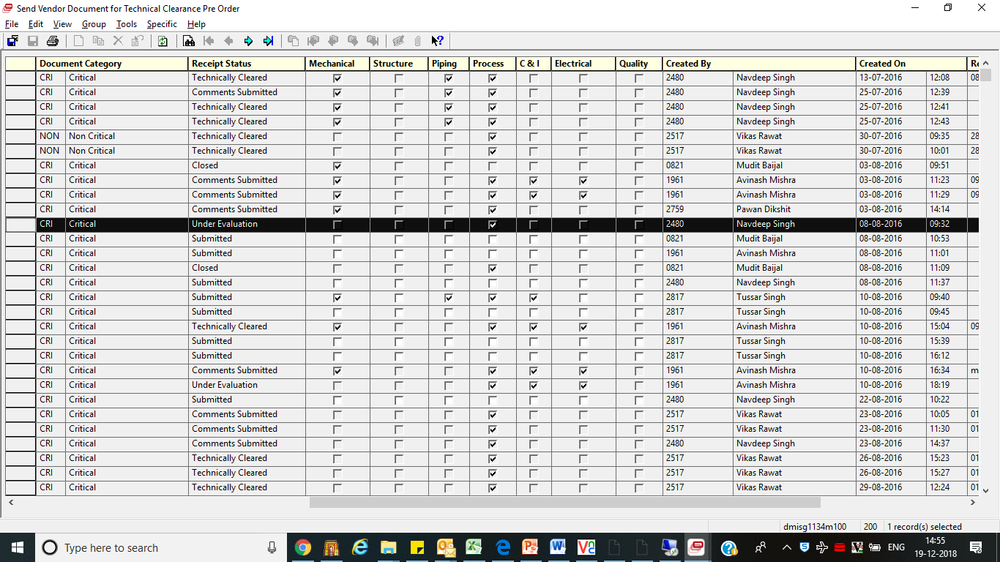 Send Vendor Document for Technical Clearance Pre Order
File Edit View Group Tools Specific Help
Document Category Receipt Status Mechanical Structure Piping Process C & I Electrical Quality Created By Created On Re
CRI Critical Technically Cleared 2480 Navdeep Singh 13-07-2016 12:08 08
CRI Critical Comments Submitted 2480 Navdeep Singh 25-07-2016 12:39
CRI Critical Technically Cleared 2480 Navdeep Singh 25-07-2016 12:41
CRI Critical Technically Cleared 2480 Navdeep Singh 25-07-2016 12:43
NON Non Critical Technically Cleared 2517 Vikas Rawat 30-07-2016 09:35 28
NON Non Critical Technically Cleared 2517 Vikas Rawat 30-07-2016 10:01 28
CRI Critical Closed 0821 Mudit Baijal 03-08-2016 09:51
CRI Critical Comments Submitted 1961 Avinash Mishra 03-08-2016 11:23 09
CRI Critical Comments Submitted 1961 Avinash Mishra 03-08-2016 11:29 09
CRI Critical Comments Submitted 2759 Pawan Dikshit 03-08-2016 14:14
CRI Critical Under Evaluation 2480 Navdeep Singh 08-08-2016 09:32
CRI Critical Submitted 0821 Mudit Baijal 08-08-2016 10:53
CRI Critical Submitted 1961 Avinash Mishra 08-08-2016 11:01
CRI Critical Closed 0821 Mudit Baijal 08-08-2016 11:09
CRI Critical Submitted 2480 Navdeep Singh 08-08-2016 11:37
CRI Critical Submitted 2817 Tussar Singh 10-08-2016 09:40
CRI Critical Submitted 2817 Tussar Singh 10-08-2016 09:45
CRI Critical Technically Cleared 1961 Avinash Mishra 10-08-2016 15:04 09
CRI Critical Submitted 2817 Tussar Singh 10-08-2016 15:39
CRI Critical Submitted 2817 Tussar Singh 10-08-2016 16:12
CRI Critical Comments Submitted 1961 Avinash Mishra 10-08-2016 16:34 m
CRI Critical Under Evaluation 1961 Avinash Mishra 10-08-2016 18:19
CRI Critical Submitted 2480 Navdeep Singh 22-08-2016 10:22
CRI Critical Comments Submitted 2517 Vikas Rawat 23-08-2016 10:05 01
CRI Critical Comments Submitted 2517 Vikas Rawat 23-08-2016 11:30 01
CRI Critical Comments Submitted 2480 Navdeep Singh 23-08-2016 14:37
CRI Critical Technically Cleared 2517 Vikas Rawat 26-08-2016 15:23 01
CRI Critical Technically Cleared 2517 Vikas Rawat 26-08-2016 15:27 01
CRI Critical Technically Cleared 2517 Vikas Rawat 29-08-2016 12:24 01
dmisg1134m100 200 1 record(s) selected
Type here to search ENG 14:55
19-12-2018